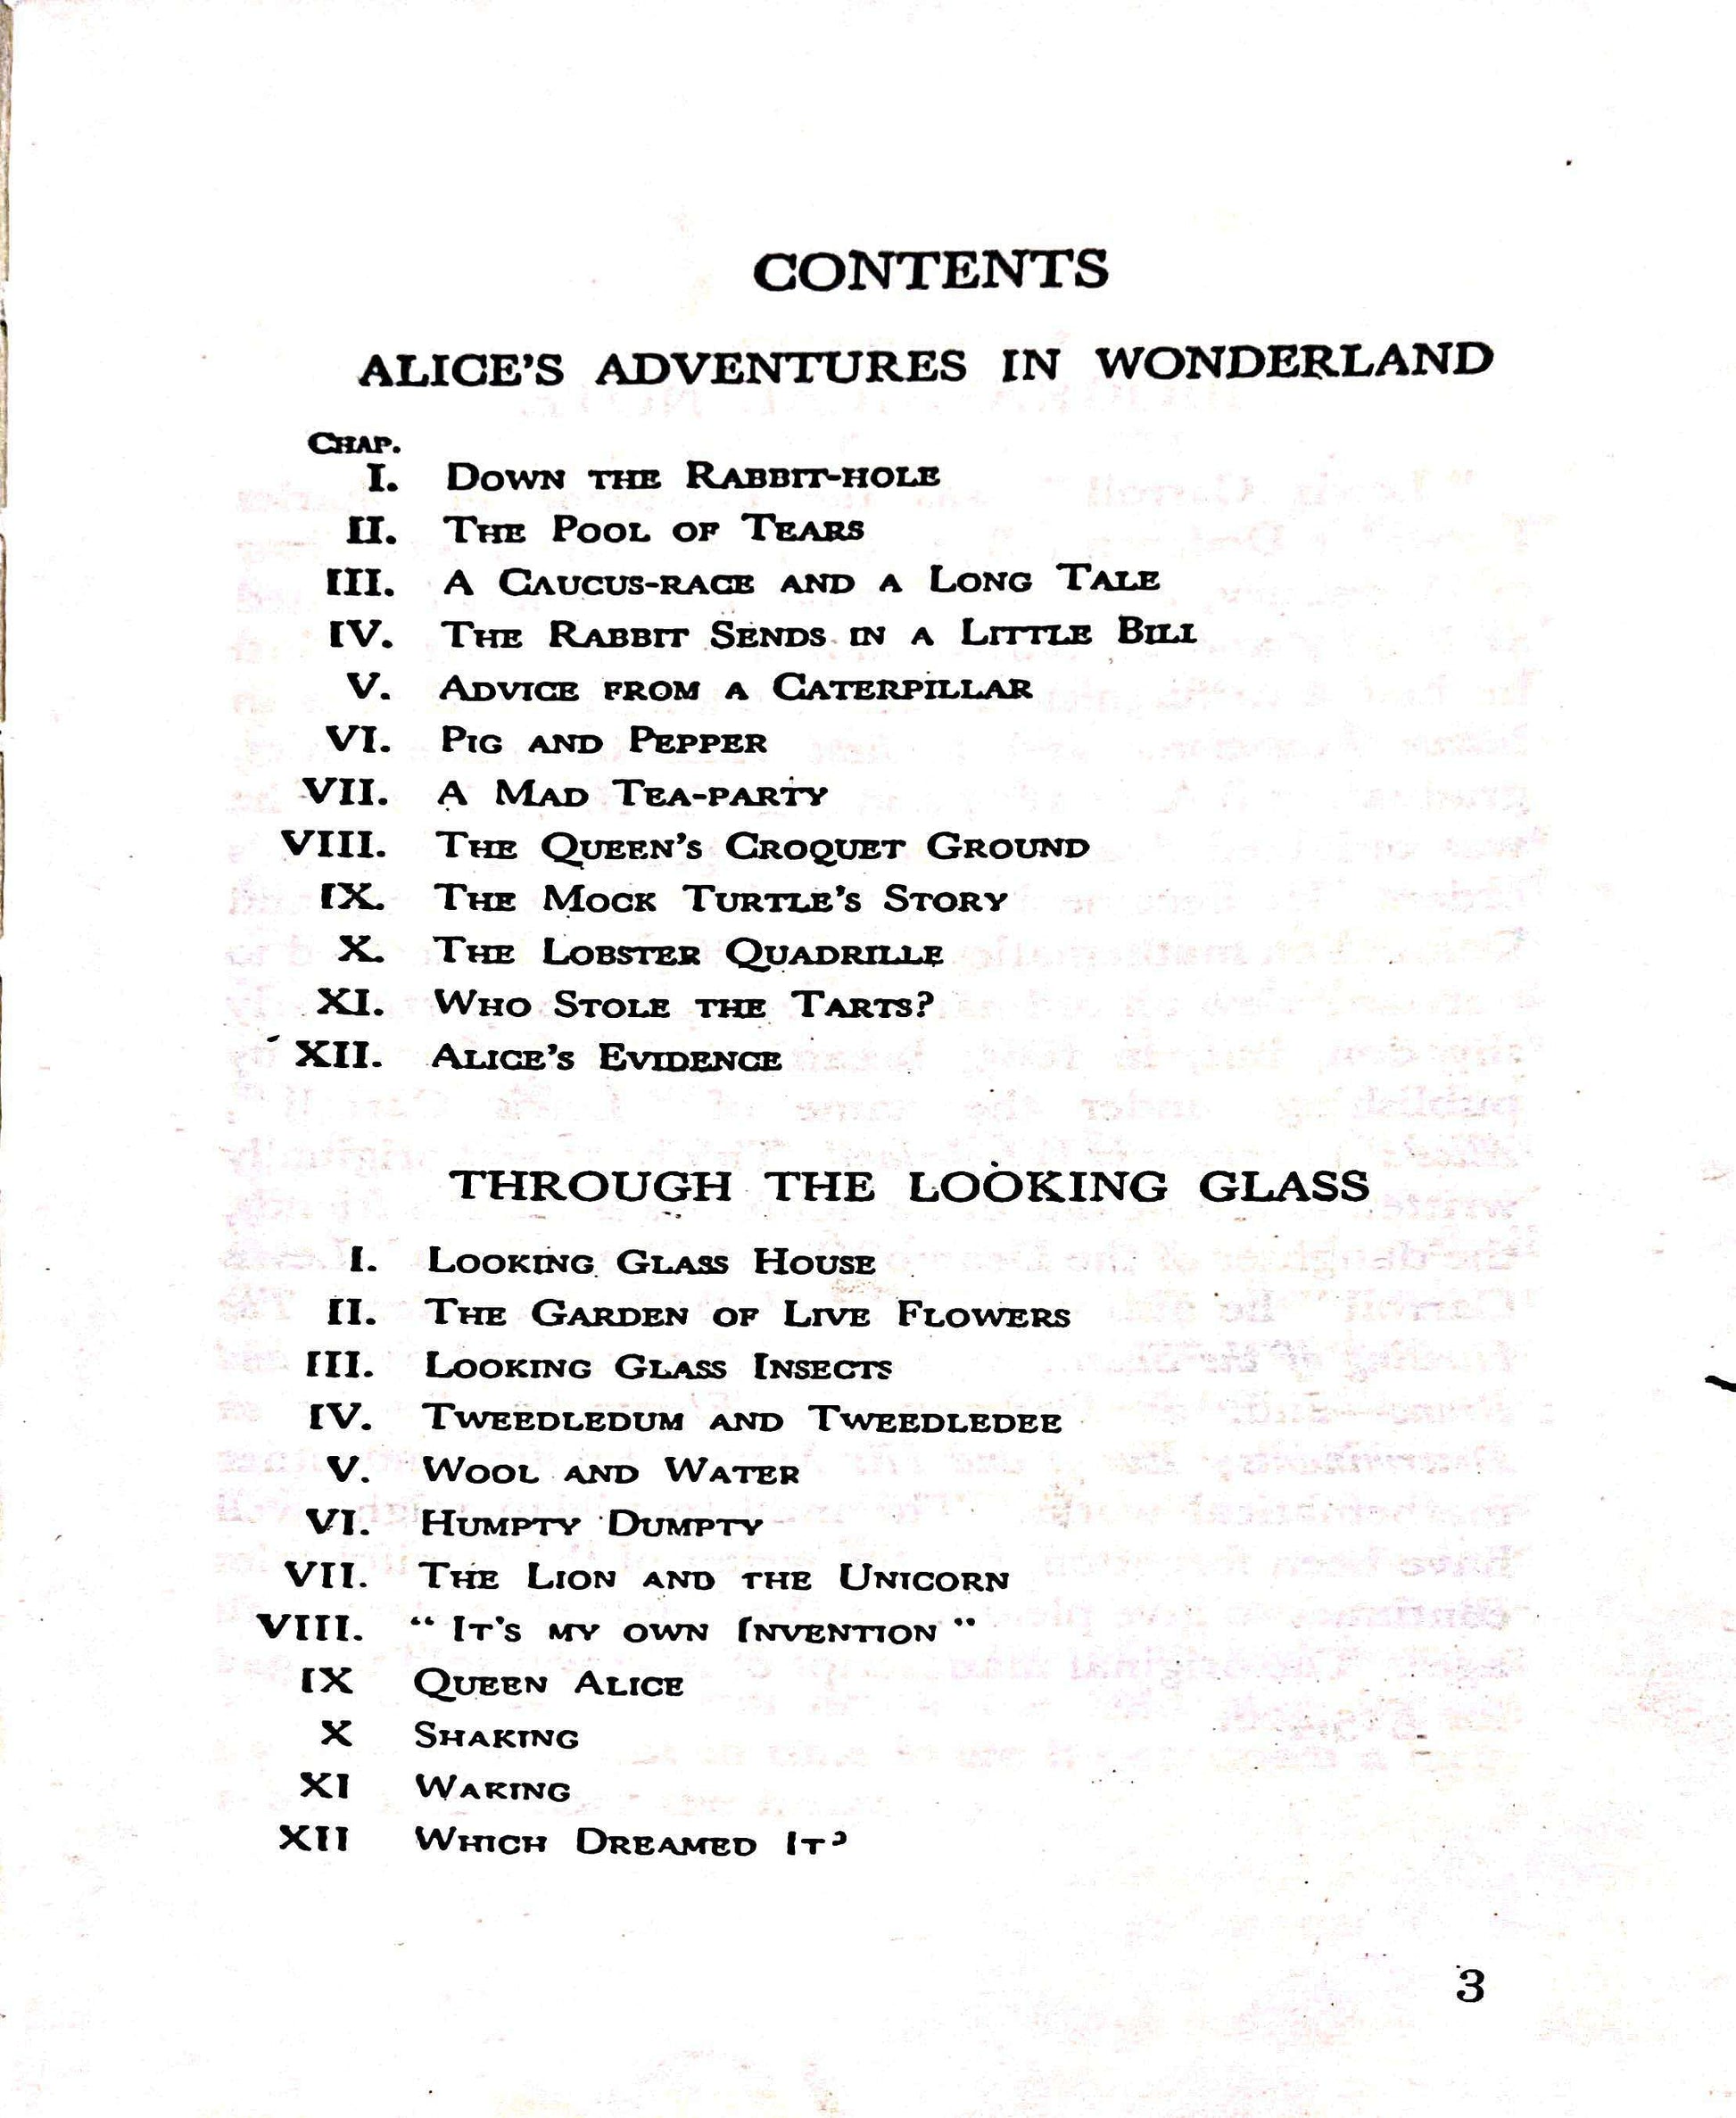 CONTENTS
ALICE'S ADVENTURES IN WONDERLAND
CHAP.
I. DOWN THE RABBIT-HOLE
II. THE POOL OF TEARS
III. A CAUCUS-RACE AND A LONG TALE
IV. THE RABBIT SENDS IN A LITTLE BILL
V. ADVICE FROM A CATERPILLAR
VI. PIG AND PEPPER
VII. A MAD TEA-PARTY
VIII. THE QUEEN'S CROQUET GROUND
IX. THE MOCK TURTLE'S STORY
X. THE LOBSTER QUADRILLE
XI. WHO STOLE THE TARTS?
XII. ALICE'S EVIDENCE
THROUGH THE LOOKING GLASS
I. LOOKING GLASS HOUSE
II. THE GARDEN OF LIVE FLOWERS
III. LOOKING GLASS INSECTS
IV. TWEEDLEDUM AND TWEEDLEDEE
V. WOOL AND WATER
VI. HUMPTY DUMPTY
VII. THE LION AND THE UNICORN
VIII. "IT'S MY OWN INVENTION"
IX QUEEN ALICE
X SHAKING
XI WAKING
XII WHICH DREAMED IT?
3